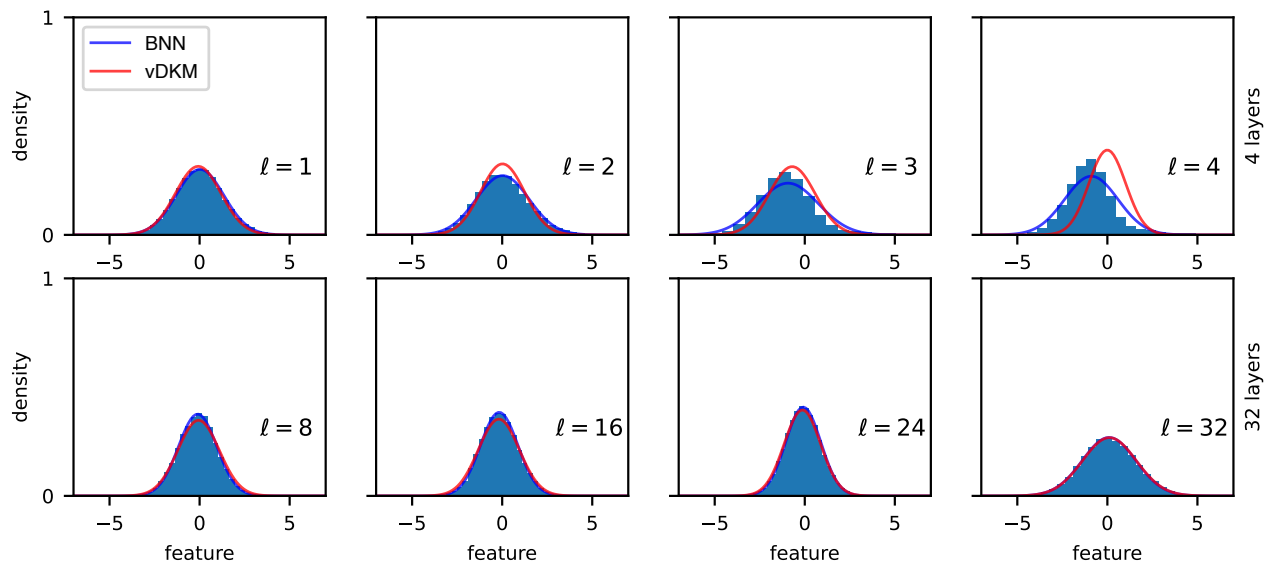 1
BNN
vDKM
density
ℓ = 1
ℓ = 2
ℓ = 3
ℓ = 4
4 layers
0
−5 0 5
−5 0 5
−5 0 5
−5 0 5
1
density
ℓ = 8
ℓ = 16
ℓ = 24
ℓ = 32
32 layers
0
−5 0 5
−5 0 5
−5 0 5
−5 0 5
feature
feature
feature
feature